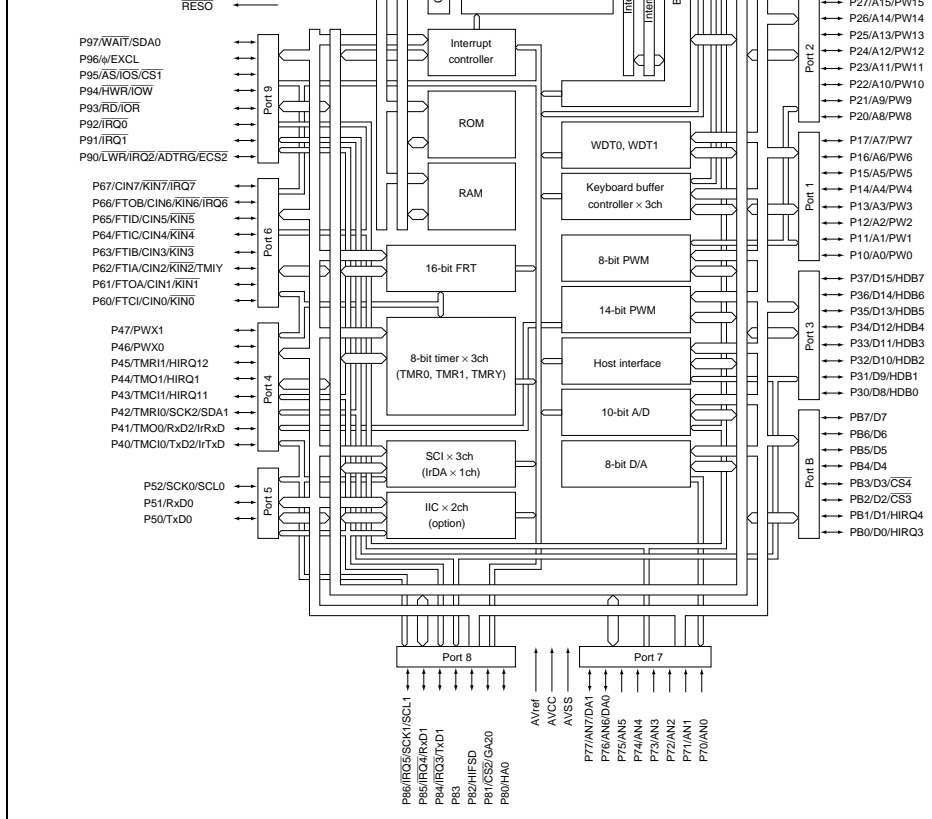 RESO
P97/WAIT/SDA0
P96/φ/EXCL
P95/AS/IOS/CS1
P94/HWR/IOW
P93/RD/IOR
P92/IRQ0
P91/IRQ1
P90/LWR/IRQ2/ADTRG/ECS2
Port 9
P67/CIN7/KIN7/IRQ7
P66/FTOB/CIN6/KIN6/IRQ6
P65/FTID/CIN5/KIN5
P64/FTIC/CIN4/KIN4
P63/FTIB/CIN3/KIN3
P62/FTIA/CIN2/KIN2/TMIY
P61/FTOA/CIN1/KIN1
P60/FTCI/CIN0/KIN0
Port 6
P47/PWX1
P46/PWX0
P45/TMRI1/HIRQ12
P44/TMO1/HIRQ1
P43/TMCI1/HIRQ11
P42/TMRI0/SCK2/SDA1
P41/TMO0/RxD2/IrRxD
P40/TMCI0/TxD2/IrTxD
Port 4
P52/SCK0/SCL0
P51/RxD0
P50/TxD0
Port 5
Interrupt
controller
ROM
RAM
16-bit FRT
8-bit timer × 3ch
(TMR0, TMR1, TMRY)
SCI × 3ch
(IrDA × 1ch)
IIC × 2ch
(option)
WDT0, WDT1
Keyboard buffer
controller × 3ch
8-bit PWM
14-bit PWM
Host interface
10-bit A/D
8-bit D/A
Port 2
P27/A15/PW15
P26/A14/PW14
P25/A13/PW13
P24/A12/PW12
P23/A11/PW11
P22/A10/PW10
P21/A9/PW9
P20/A8/PW8
Port 1
P17/A7/PW7
P16/A6/PW6
P15/A5/PW5
P14/A4/PW4
P13/A3/PW3
P12/A2/PW2
P11/A1/PW1
P10/A0/PW0
Port 3
P37/D15/HDB7
P36/D14/HDB6
P35/D13/HDB5
P34/D12/HDB4
P33/D11/HDB3
P32/D10/HDB2
P31/D9/HDB1
P30/D8/HDB0
Port B
PB7/D7
PB6/D6
PB5/D5
PB4/D4
PB3/D3/CS4
PB2/D2/CS3
PB1/D1/HIRQ4
PB0/D0/HIRQ3
Port 8
P86/IRQ5/SCK1/SCL1
P85/IRQ4/RxD1
P84/IRQ3/TxD1
P83
P82/HIFSD
P81/CS2/GA20
P80/HA0
AVref
AVCC
AVSS
Port 7
P77/AN7/DA1
P76/AN6/DA0
P75/AN5
P74/AN4
P73/AN3
P72/AN2
P71/AN1
P70/AN0